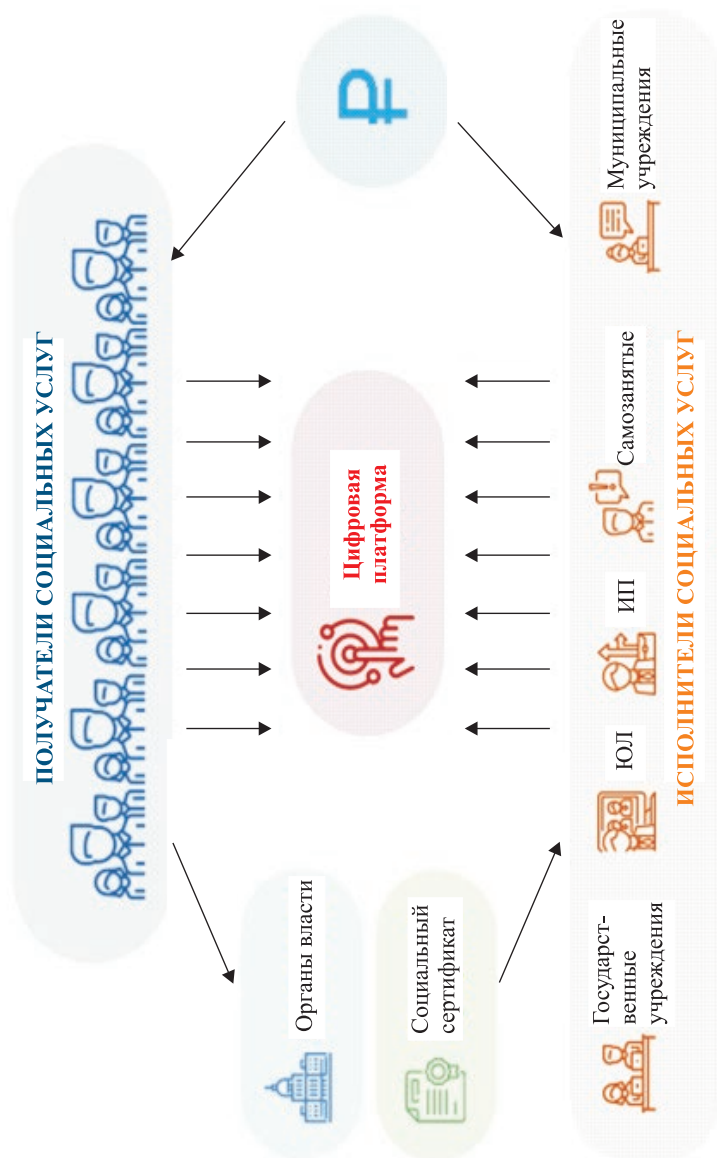 ПОЛУЧАТЕЛИ СОЦИАЛЬНЫХ УСЛУГ
Органы власти
Социальный
сертификат
Цифровая
платформа
₽
Государст-
венные
учреждения
ЮЛ
ИП
Самозанятые
Муниципальные
учреждения
ИСПОЛНИТЕЛИ СОЦИАЛЬНЫХ УСЛУГ